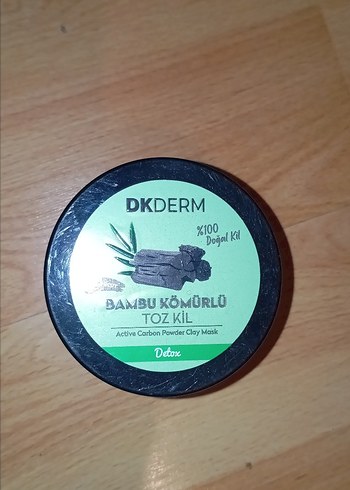 DKDERM
%100
Doğal Kil
BAMBU KÖMÜRLÜ
TOZ KİL
Active Carbon Powder Clay Mask
Detox